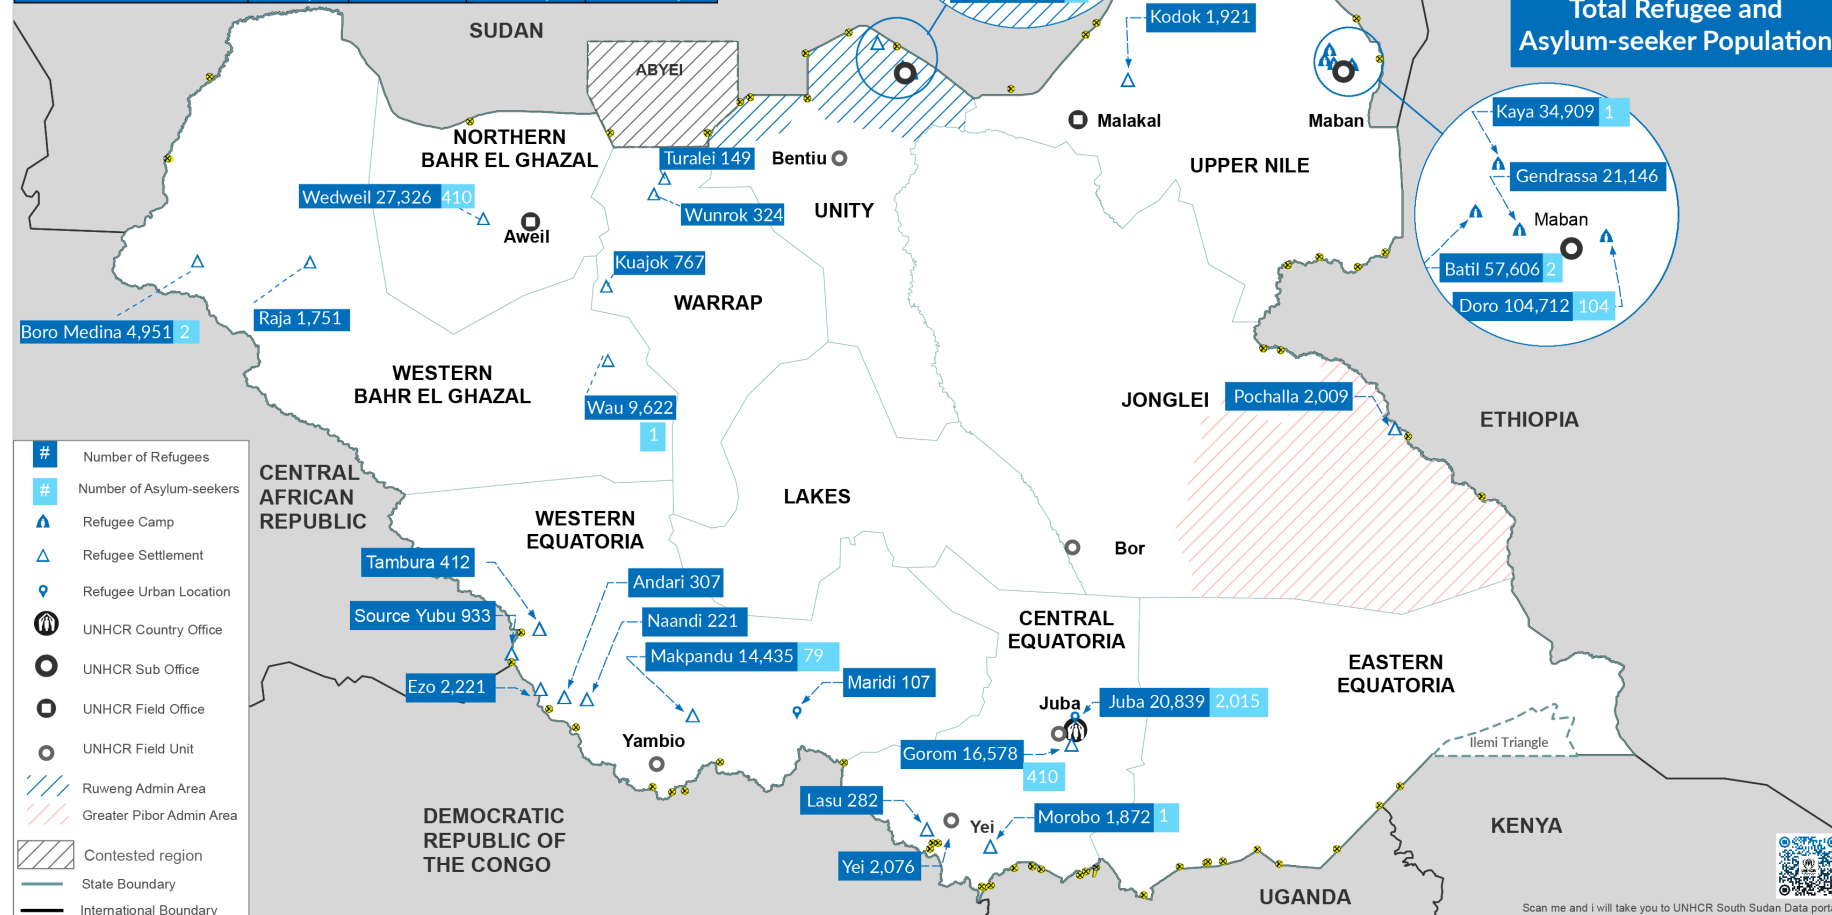 SUDAN
ABYEI
Kodok 1,921
Total Refugee and
Asylum-seeker Population
Malakal
Maban
Kaya 34,909 1
Gendrassa 21,146
Maban
Batil 57,606 2
Doro 104,712 104
NORTHERN
BAHR EL GHAZAL
Turalei 149
Bentiu
UPPER NILE
Wedweil 27,326 410
Wunrok 324
UNITY
Aweil
Kuajok 767
WARRAP
Raja 1,751
Boro Medina 4,951 2
WESTERN
BAHR EL GHAZAL
Wau 9,622
1
JONGLEI
Pochalla 2,009
ETHIOPIA
# Number of Refugees
# Number of Asylum-seekers
Refugee Camp
Refugee Settlement
Refugee Urban Location
UNHCR Country Office
UNHCR Sub Office
UNHCR Field Office
UNHCR Field Unit
Ruweng Admin Area
Greater Pibor Admin Area
Contested region
State Boundary
International Boundary
CENTRAL
AFRICAN
REPUBLIC
LAKES
WESTERN
EQUATORIA
Bor
Tambura 412
Andari 307
Source Yubu 933
Naandi 221
Makpandu 14,435 79
Ezo 2,221
Maridi 107
CENTRAL
EQUATORIA
EASTERN
EQUATORIA
Juba
Juba 20,839 2,015
Yambio
Gorom 16,578
410
Ilemi Triangle
Lasu 282
Yei
Morobo 1,872 1
Yei 2,076
DEMOCRATIC
REPUBLIC OF
THE CONGO
KENYA
UGANDA
Scan me and i will take you to UNHCR South Sudan Data